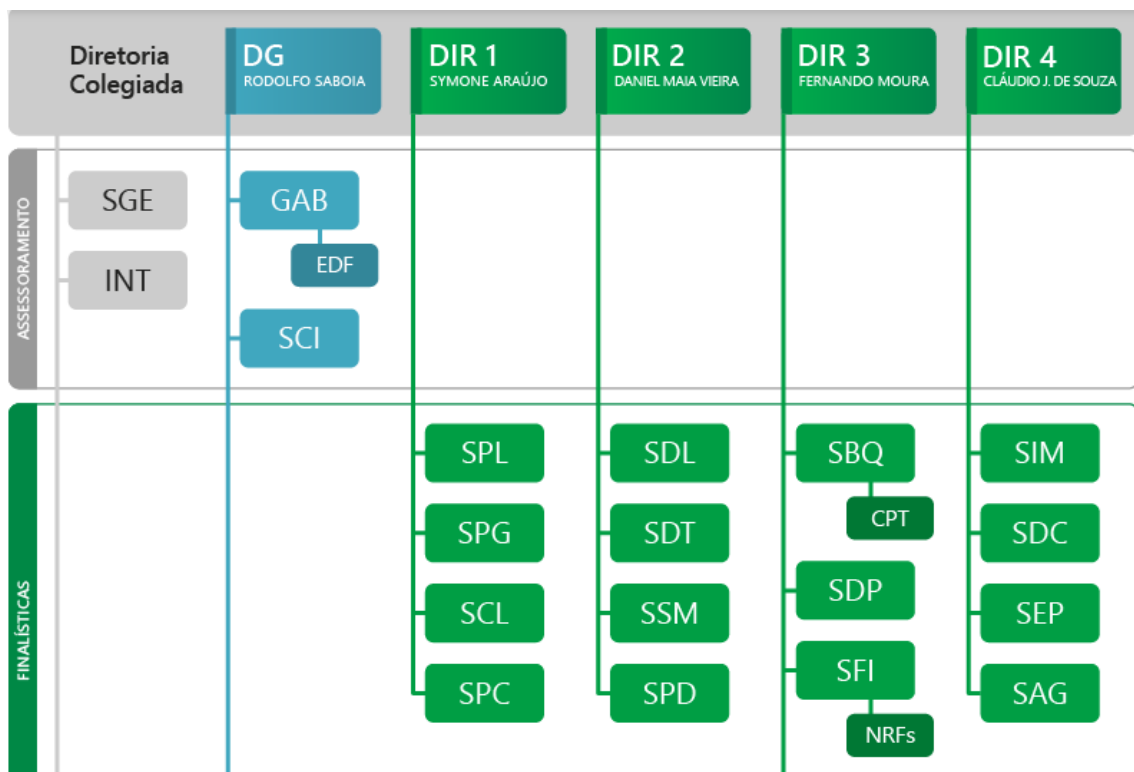 Diretoria
Colegiada
DG
RODOLFO SABOIA
DIR 1
SYMONE ARAÚJO
DIR 2
DANIEL MAIA VIEIRA
DIR 3
FERNANDO MOURA
DIR 4
CLÁUDIO J. DE SOUZA
ASSESSORAMENTO
SGE
INT
GAB
EDF
SCI
FINALÍSTICAS
SPL
SPG
SCL
SPC
SDL
SDT
SSM
SPD
SBQ
CPT
SDP
SFI
NRFs
SIM
SDC
SEP
SAG